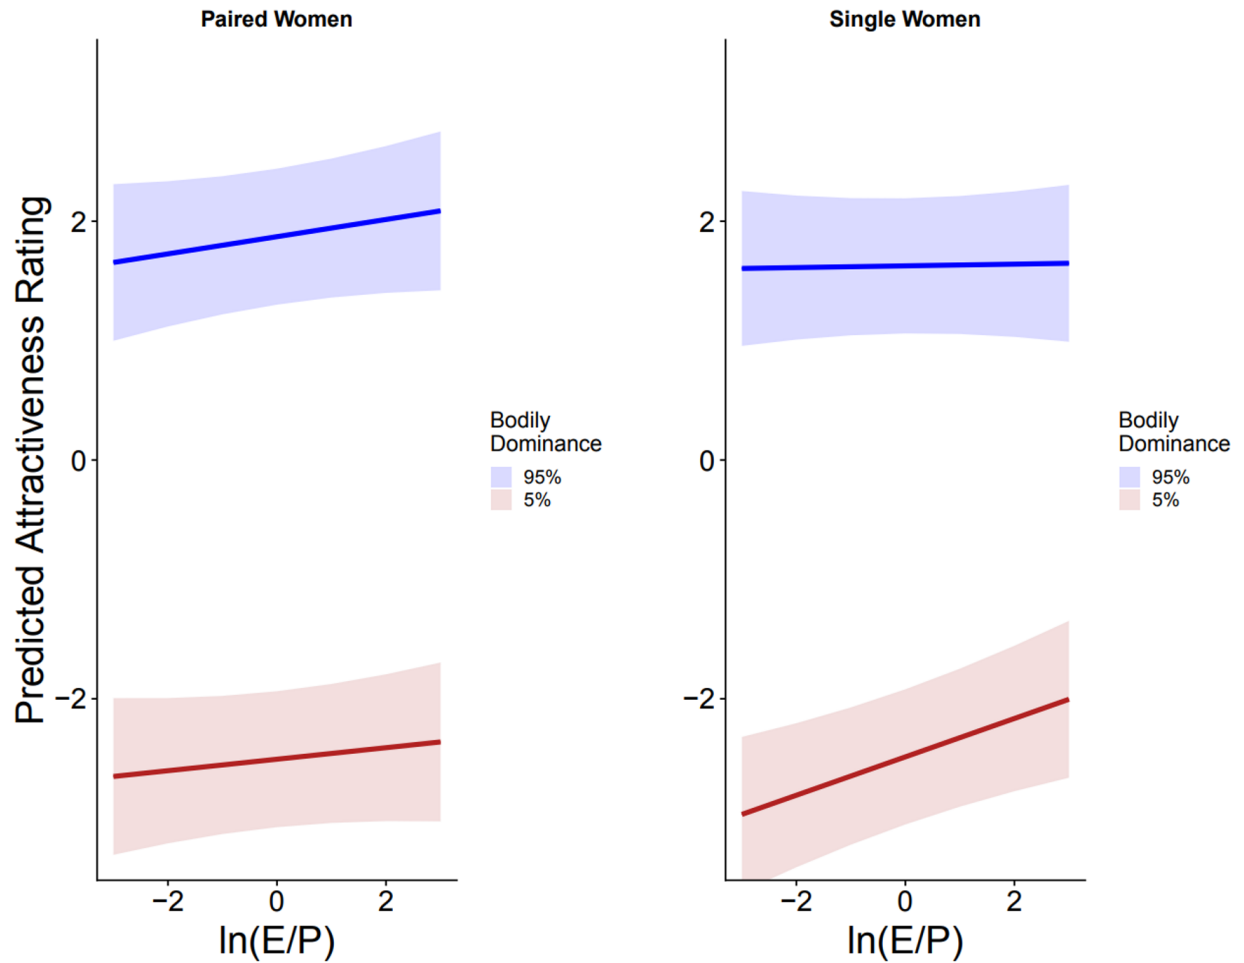 Paired Women
Single Women
Predicted Attractiveness Rating
2
0
−2
−2
0
2
ln(E/P)
Bodily
Dominance
95%
5%
2
0
−2
−2
0
2
ln(E/P)
Bodily
Dominance
95%
5%